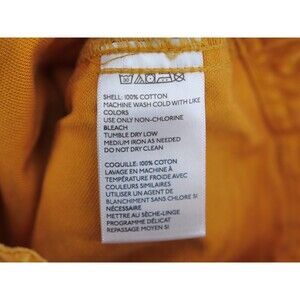 SHELL: 100% COTTON
MACHINE WASH COLD WITH LIKE
COLORS
USE ONLY NON-CHLORINE
BLEACH
TUMBLE DRY LOW
MEDIUM IRON AS NEEDED
DO NOT DRY CLEAN
COQUILLE: 100% COTON
LAVAGE EN MACHINE À
TEMPÉRATURE FROIDE AVEC
COULEURS SIMILAIRES
UTILISER UN AGENT DE
BLANCHIMENT SANS CHLORE SI
NÉCESSAIRE
METTRE AU SÈCHE-LINGE
PROGRAMME DÉLICAT
REPASSAGE MOYEN SI